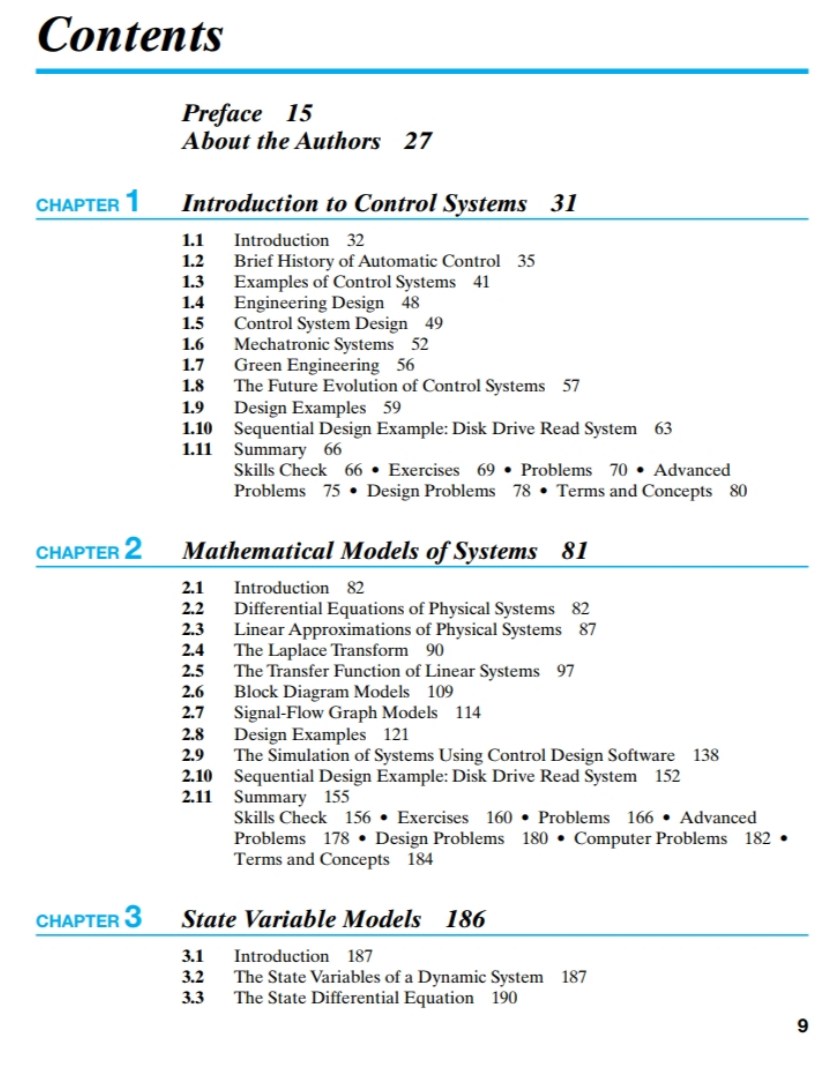 Contents
Preface 15
About the Authors 27
CHAPTER 1 Introduction to Control Systems 31
1.1 Introduction 32
1.2 Brief History of Automatic Control 35
1.3 Examples of Control Systems 41
1.4 Engineering Design 48
1.5 Control System Design 49
1.6 Mechatronic Systems 52
1.7 Green Engineering 56
1.8 The Future Evolution of Control Systems 57
1.9 Design Examples 59
1.10 Sequential Design Example: Disk Drive Read System 63
1.11 Summary 66
Skills Check 66 • Exercises 69 • Problems 70 • Advanced
Problems 75 • Design Problems 78 • Terms and Concepts 80
CHAPTER 2 Mathematical Models of Systems 81
2.1 Introduction 82
2.2 Differential Equations of Physical Systems 82
2.3 Linear Approximations of Physical Systems 87
2.4 The Laplace Transform 90
2.5 The Transfer Function of Linear Systems 97
2.6 Block Diagram Models 109
2.7 Signal-Flow Graph Models 114
2.8 Design Examples 121
2.9 The Simulation of Systems Using Control Design Software 138
2.10 Sequential Design Example: Disk Drive Read System 152
2.11 Summary 155
Skills Check 156 • Exercises 160 • Problems 166 • Advanced
Problems 178 • Design Problems 180 • Computer Problems 182 •
Terms and Concepts 184
CHAPTER 3 State Variable Models 186
3.1 Introduction 187
3.2 The State Variables of a Dynamic System 187
3.3 The State Differential Equation 190
9